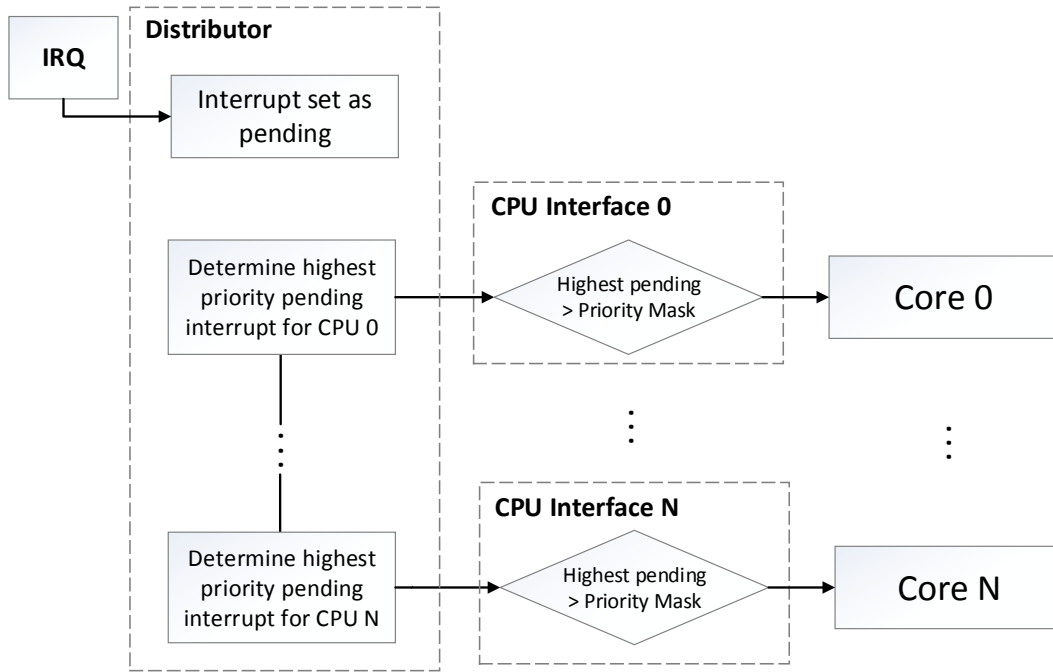 IRQ
Distributor
Interrupt set as
pending
CPU Interface 0
Determine highest
priority pending
interrupt for CPU 0
Highest pending
> Priority Mask
Core 0
CPU Interface N
Determine highest
priority pending
interrupt for CPU N
Highest pending
> Priority Mask
Core N